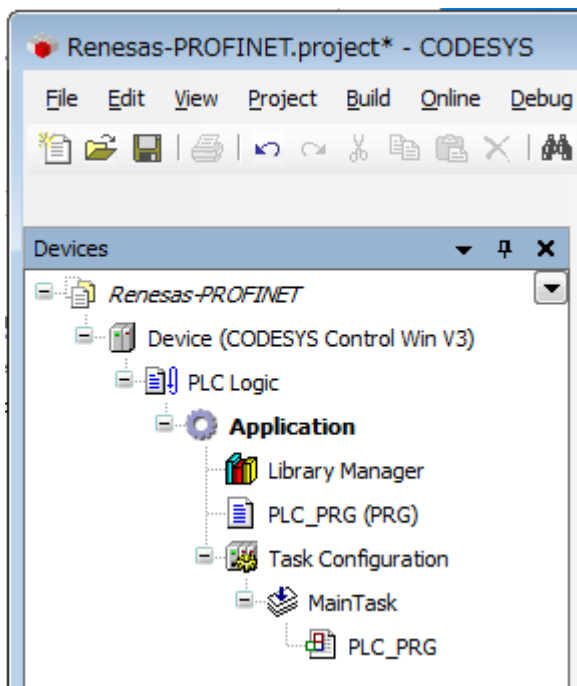 Renesas-PROFINET.project* - CODESYS
File Edit View Project Build Online Debug
Devices
Renesas-PROFINET
Device (CODESYS Control Win V3)
PLC Logic
Application
Library Manager
PLC_PRG (PRG)
Task Configuration
MainTask
PLC_PRG